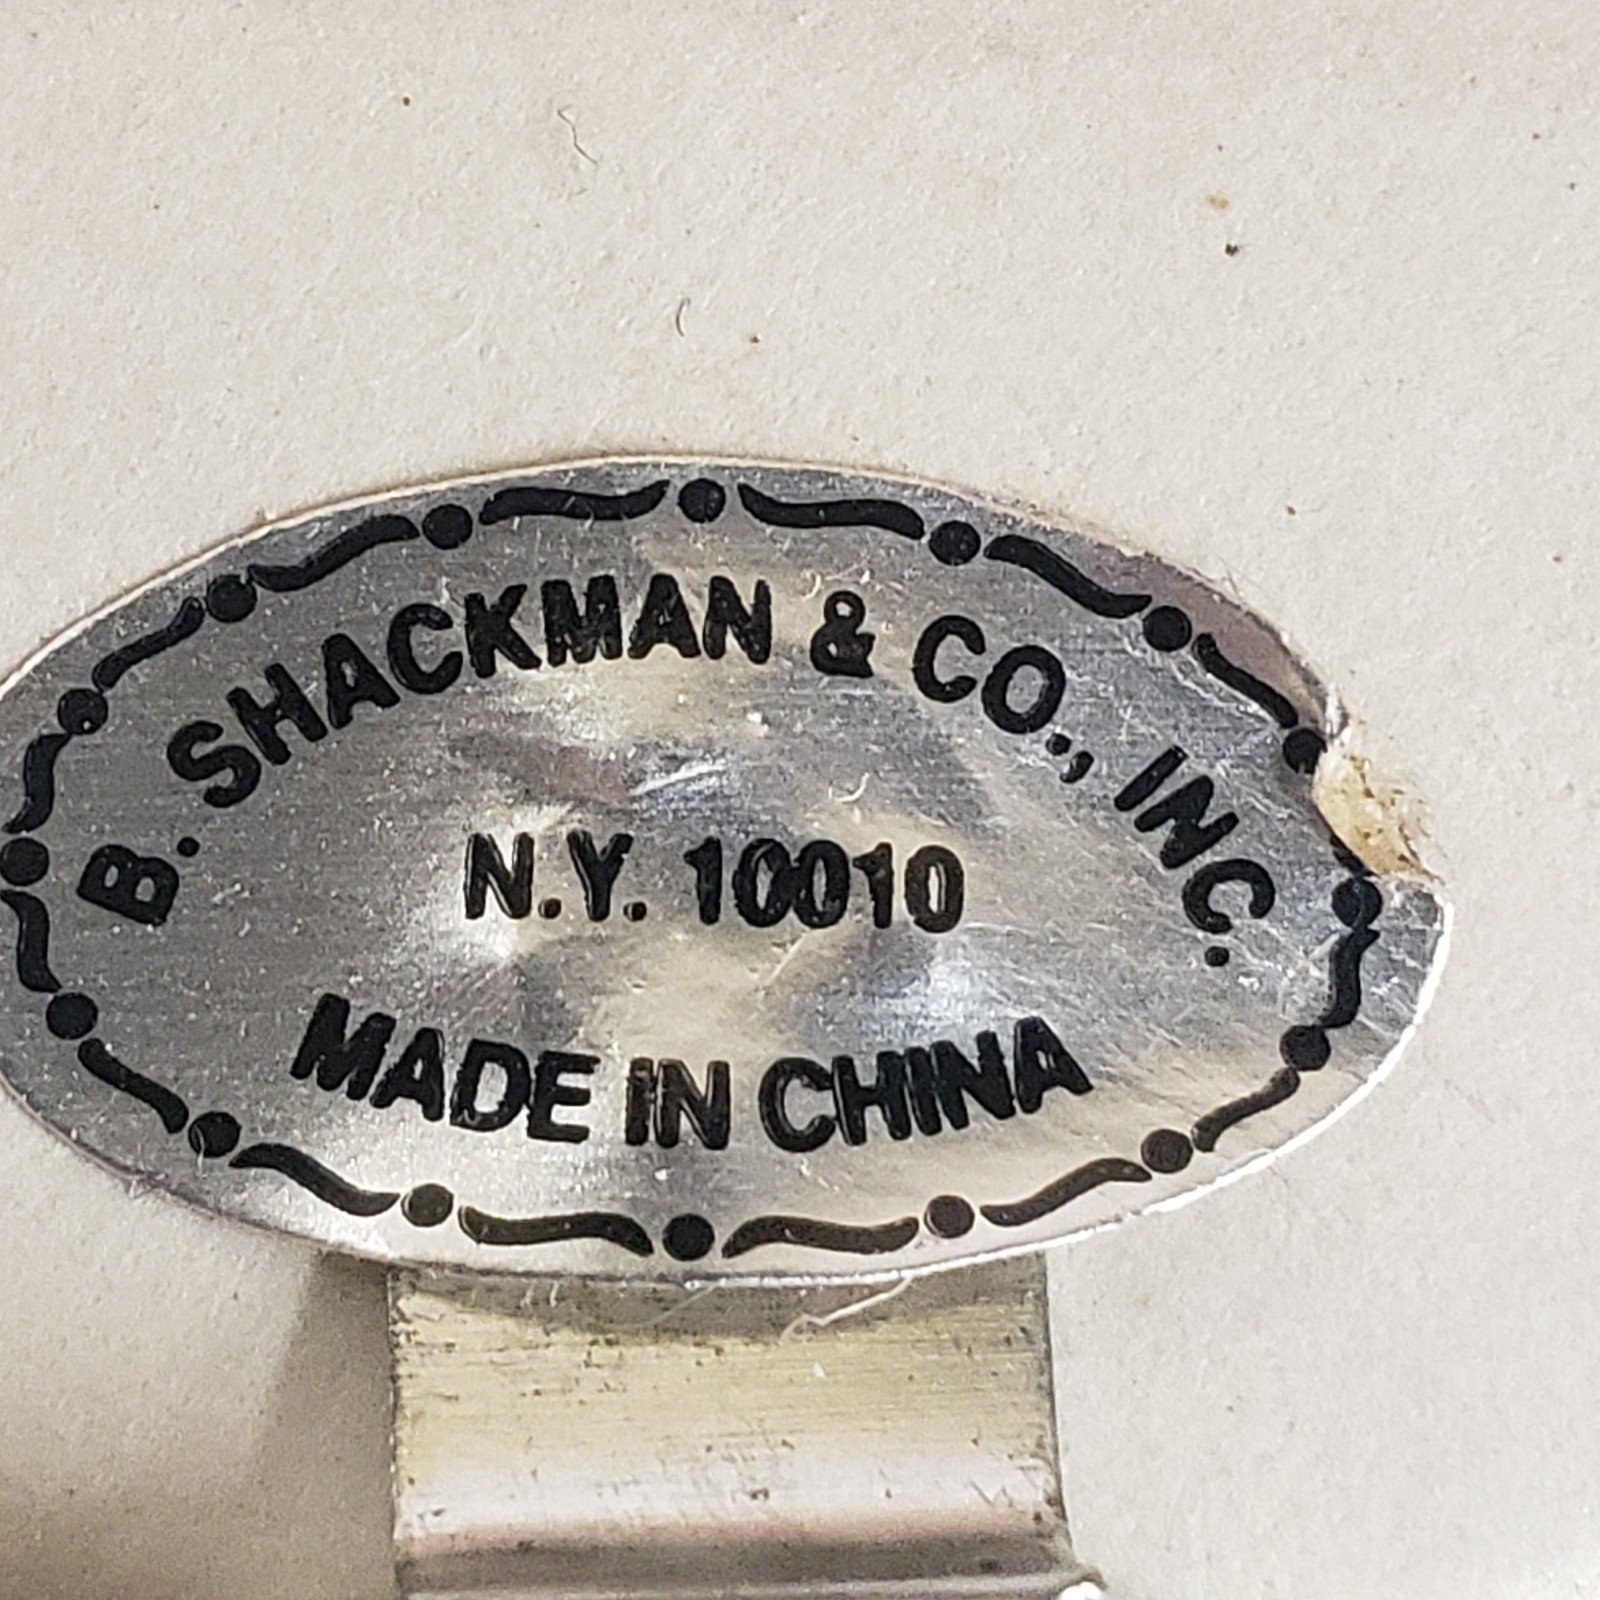 B. SHACKMAN & CO., INC.
N.Y. 10010
MADE IN CHINA